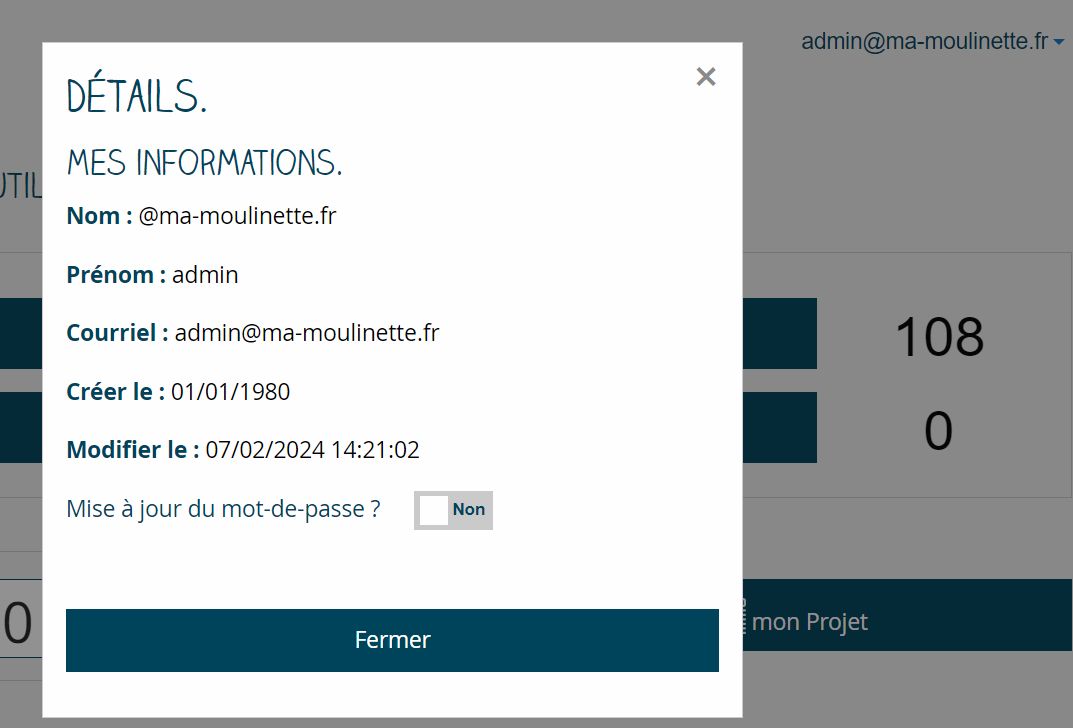 admin@ma-moulinette.fr
DÉTAILS.
MES INFORMATIONS.
Nom : @ma-moulinette.fr
Prénom : admin
Courriel : admin@ma-moulinette.fr
108
Créer le : 01/01/1980
Modifier le : 07/02/2024 14:21:02
0
Mise à jour du mot-de-passe ? Non
0
mon Projet
Fermer